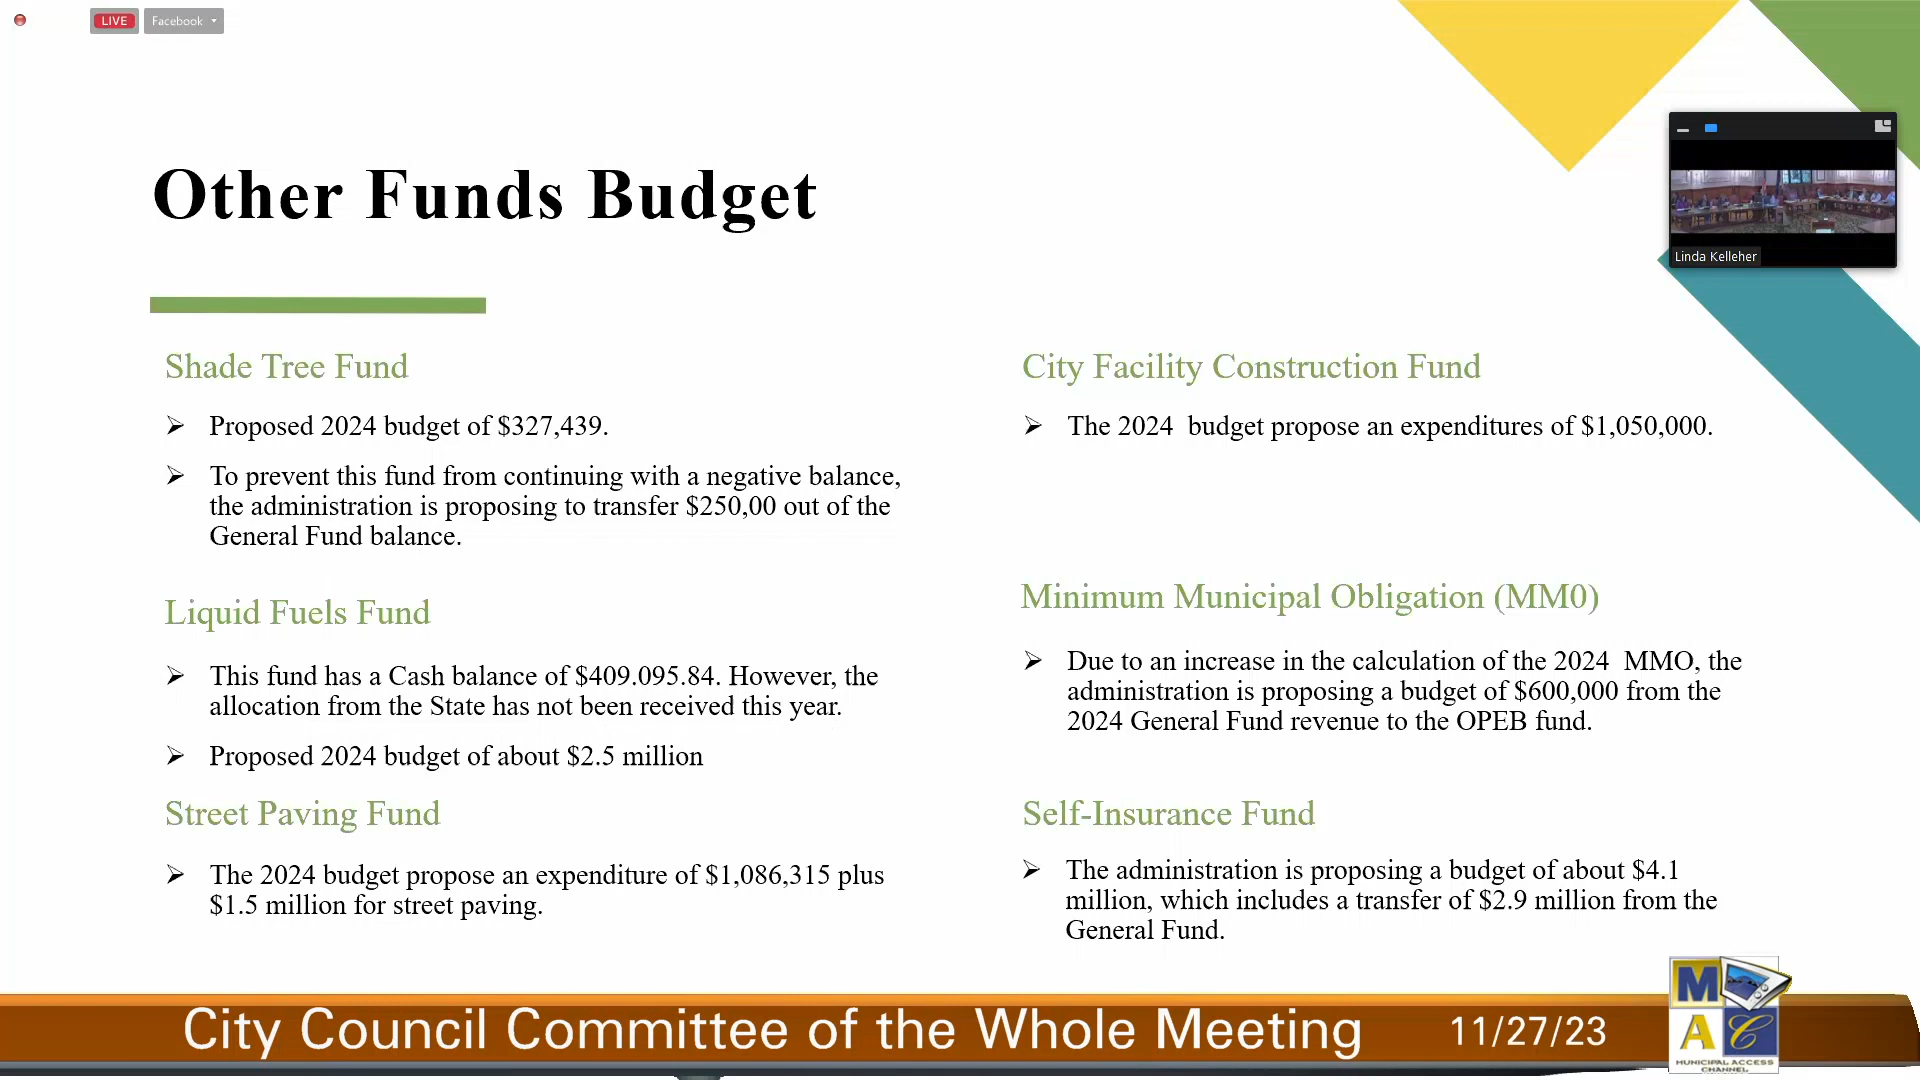 LIVE
Facebook
Linda Kelleher
Other Funds Budget
Shade Tree Fund
Proposed 2024 budget of $327,439.
To prevent this fund from continuing with a negative balance,
the administration is proposing to transfer $250,00 out of the
General Fund balance.
Liquid Fuels Fund
This fund has a Cash balance of $409.095.84. However, the
allocation from the State has not been received this year.
Proposed 2024 budget of about $2.5 million
Street Paving Fund
The 2024 budget propose an expenditure of $1,086,315 plus
$1.5 million for street paving.
City Facility Construction Fund
The 2024  budget propose an expenditures of $1,050,000.
Minimum Municipal Obligation (MM0)
Due to an increase in the calculation of the 2024  MMO, the
administration is proposing a budget of $600,000 from the
2024 General Fund revenue to the OPEB fund.
Self-Insurance Fund
The administration is proposing a budget of about $4.1
million, which includes a transfer of $2.9 million from the
General Fund.
City Council Committee of the Whole Meeting
11/27/23
M
A C
MUNICIPAL ACCESS
CHANNEL